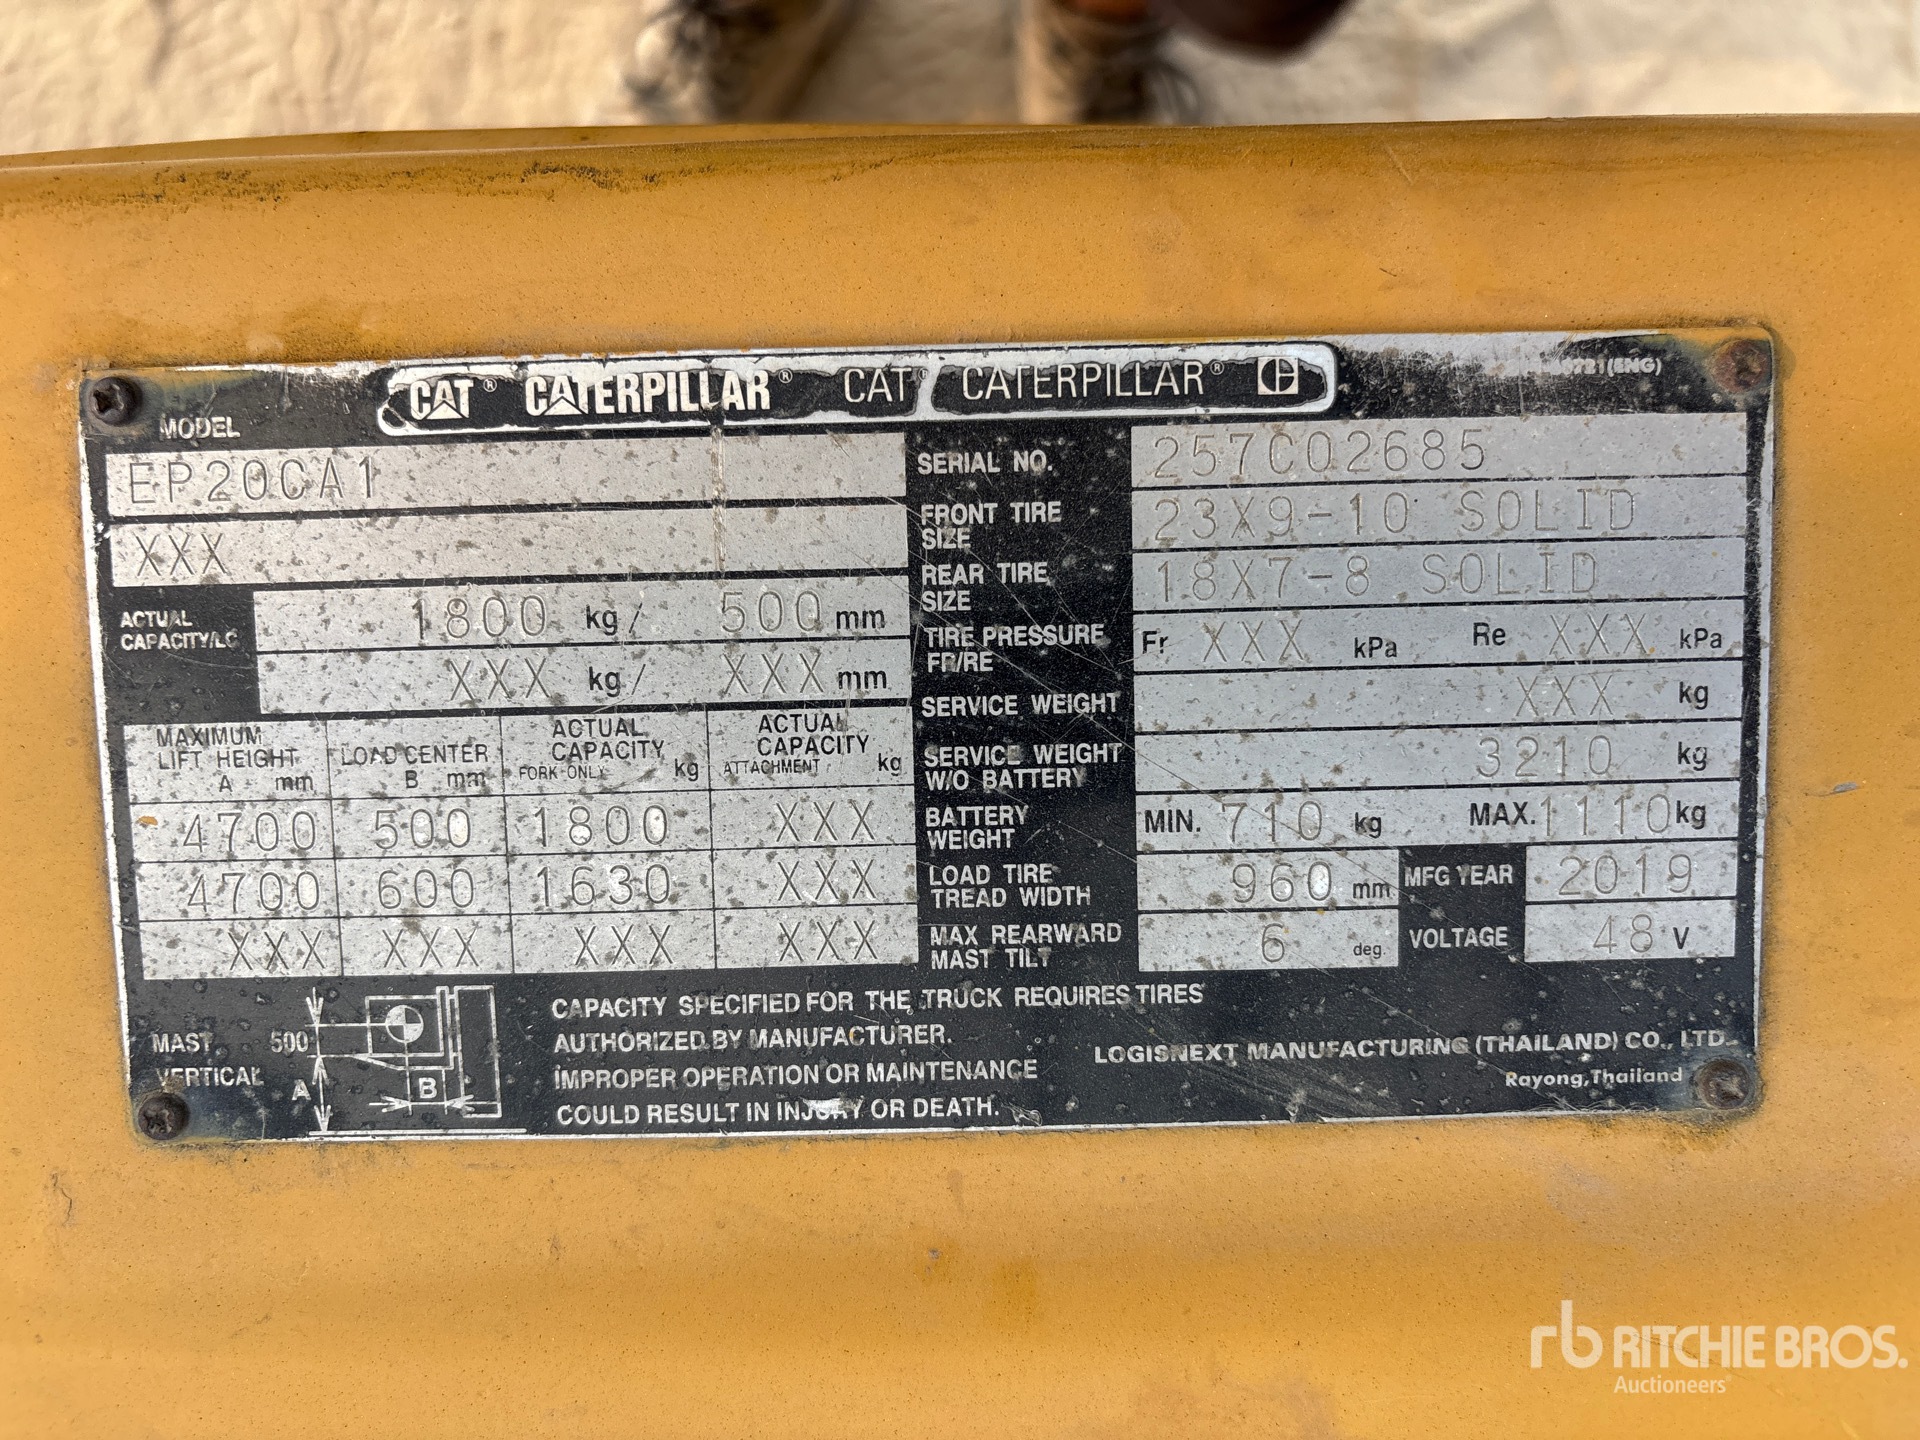 CAT® CATERPILLAR® CAT® CATERPILLAR®
MODEL
EP20CA1
XXX
ACTUAL
CAPACITY/LC
1800 kg/ 500 mm
XXX kg/ XXX mm
MAXIMUM
LIFT HEIGHT
A mm
LOAD CENTER
B mm
ACTUAL
CAPACITY
FORK-ONLY kg
ACTUAL
CAPACITY
ATTACHMENT kg
4700 500 1800 XXX
4700 600 1630 XXX
XXX XXX XXX XXX
SERIAL NO. 257C02685
FRONT TIRE
SIZE
23X9-10 SOLID
REAR TIRE
SIZE
18X7-8 SOLID
TIRE PRESSURE
FR/RE
Fr XXX kPa Re XXX kPa
SERVICE WEIGHT XXX kg
SERVICE WEIGHT
W/O BATTERY
3210 kg
BATTERY
WEIGHT
MIN. 710 kg MAX. 1110 kg
LOAD TIRE
TREAD WIDTH
960 mm
MFG YEAR 2019
MAX REARWARD
MAST TILT
6 deg.
VOLTAGE 48 V
MAST
VERTICAL
500
A
B
CAPACITY SPECIFIED FOR THE TRUCK REQUIRES TIRES
AUTHORIZED BY MANUFACTURER.
IMPROPER OPERATION OR MAINTENANCE
COULD RESULT IN INJURY OR DEATH.
LOGISNEXT MANUFACTURING (THAILAND) CO., LTD.
Rayong,Thailand
rb RITCHIE BROS.
Auctioneers